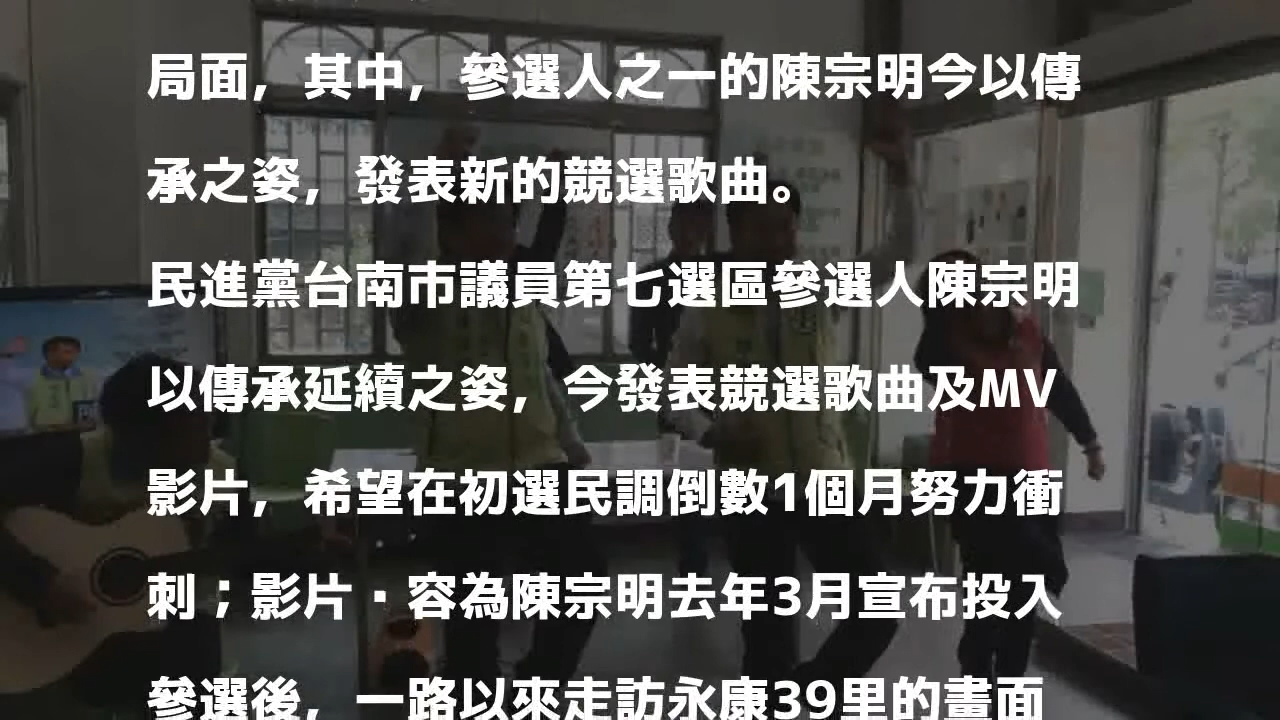 局面，其中，參選人之一的陳宗明今以傳
承之姿，發表新的競選歌曲。
民進黨台南市議員第七選區參選人陳宗明
以傳承延續之姿，今發表競選歌曲及MV
影片，希望在初選民調倒數1個月努力衝
刺；影片·容為陳宗明去年3月宣布投入
參選後，一路以來走訪永康39里的畫面